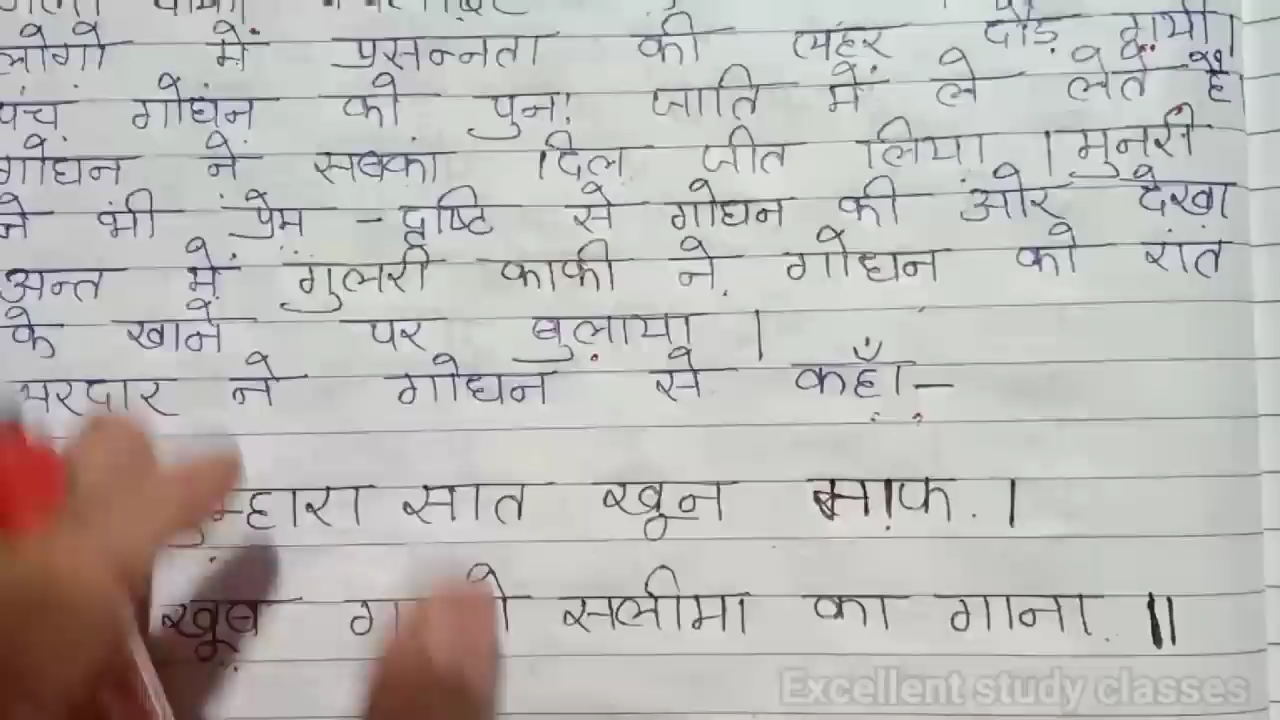 लोगो में प्रसन्नता की लहर दौड़ गयी।
पंच गोधन को पुनः जाति में ले लेते है
गोधन ने सबका दिल जीत लिया । मुनरी
ने भी प्रेम - दृष्टि से गोधन की ओर देखा
अन्त में गुलरी काकी ने गोधन को रात
के खाने पर बुलाया ।
सरदार ने गोधन से कहाँ -
तुम्हारा सात खून माफ ।
खूब गाओ सलीमा का गाना ॥
Excellent study classes